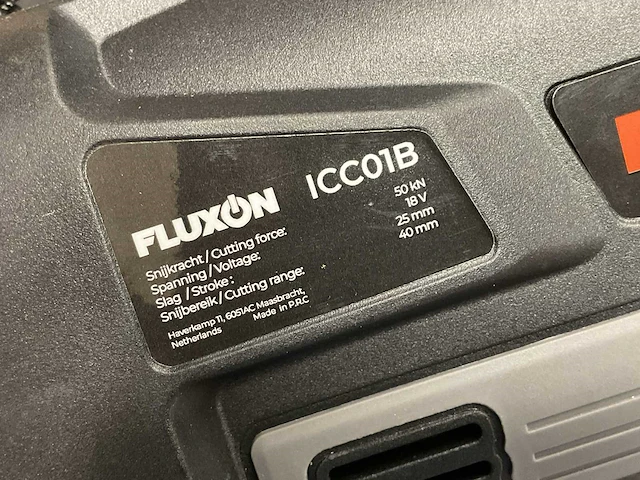 FLUXON ICC01B
Snijkracht/Cutting force: 50 kN
Spanning/Voltage: 18 V
Slag /Stroke : 25 mm
Snijbereik/Cutting range: 40 mm
Haverkamp 11, 6051AC Maasbracht,
Netherlands Made in P.R.C